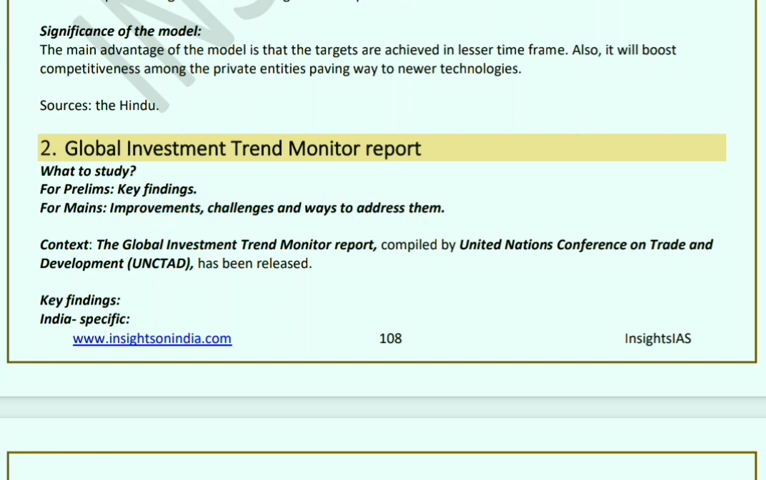 Significance of the model:
The main advantage of the model is that the targets are achieved in lesser time frame. Also, it will boost
competitiveness among the private entities paving way to newer technologies.
Sources: the Hindu.
2. Global Investment Trend Monitor report
What to study?
For Prelims: Key findings.
For Mains: Improvements, challenges and ways to address them.
Context: The Global Investment Trend Monitor report, compiled by United Nations Conference on Trade and
Development (UNCTAD), has been released.
Key findings:
India- specific:
www.insightsonindia.com 108 InsightsIAS